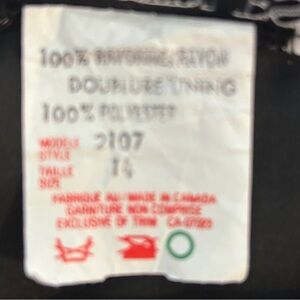 100% RAYONNE/RAYON
DOUBLURE LINING
100% POLYESTER
MODELE 2107
STYLE
TAILLE 14
SIZE
FABRIQUÉ AU/MADE IN CANADA
GARNITURE NON COMPRISE
EXCLUSIVE OF TRIM